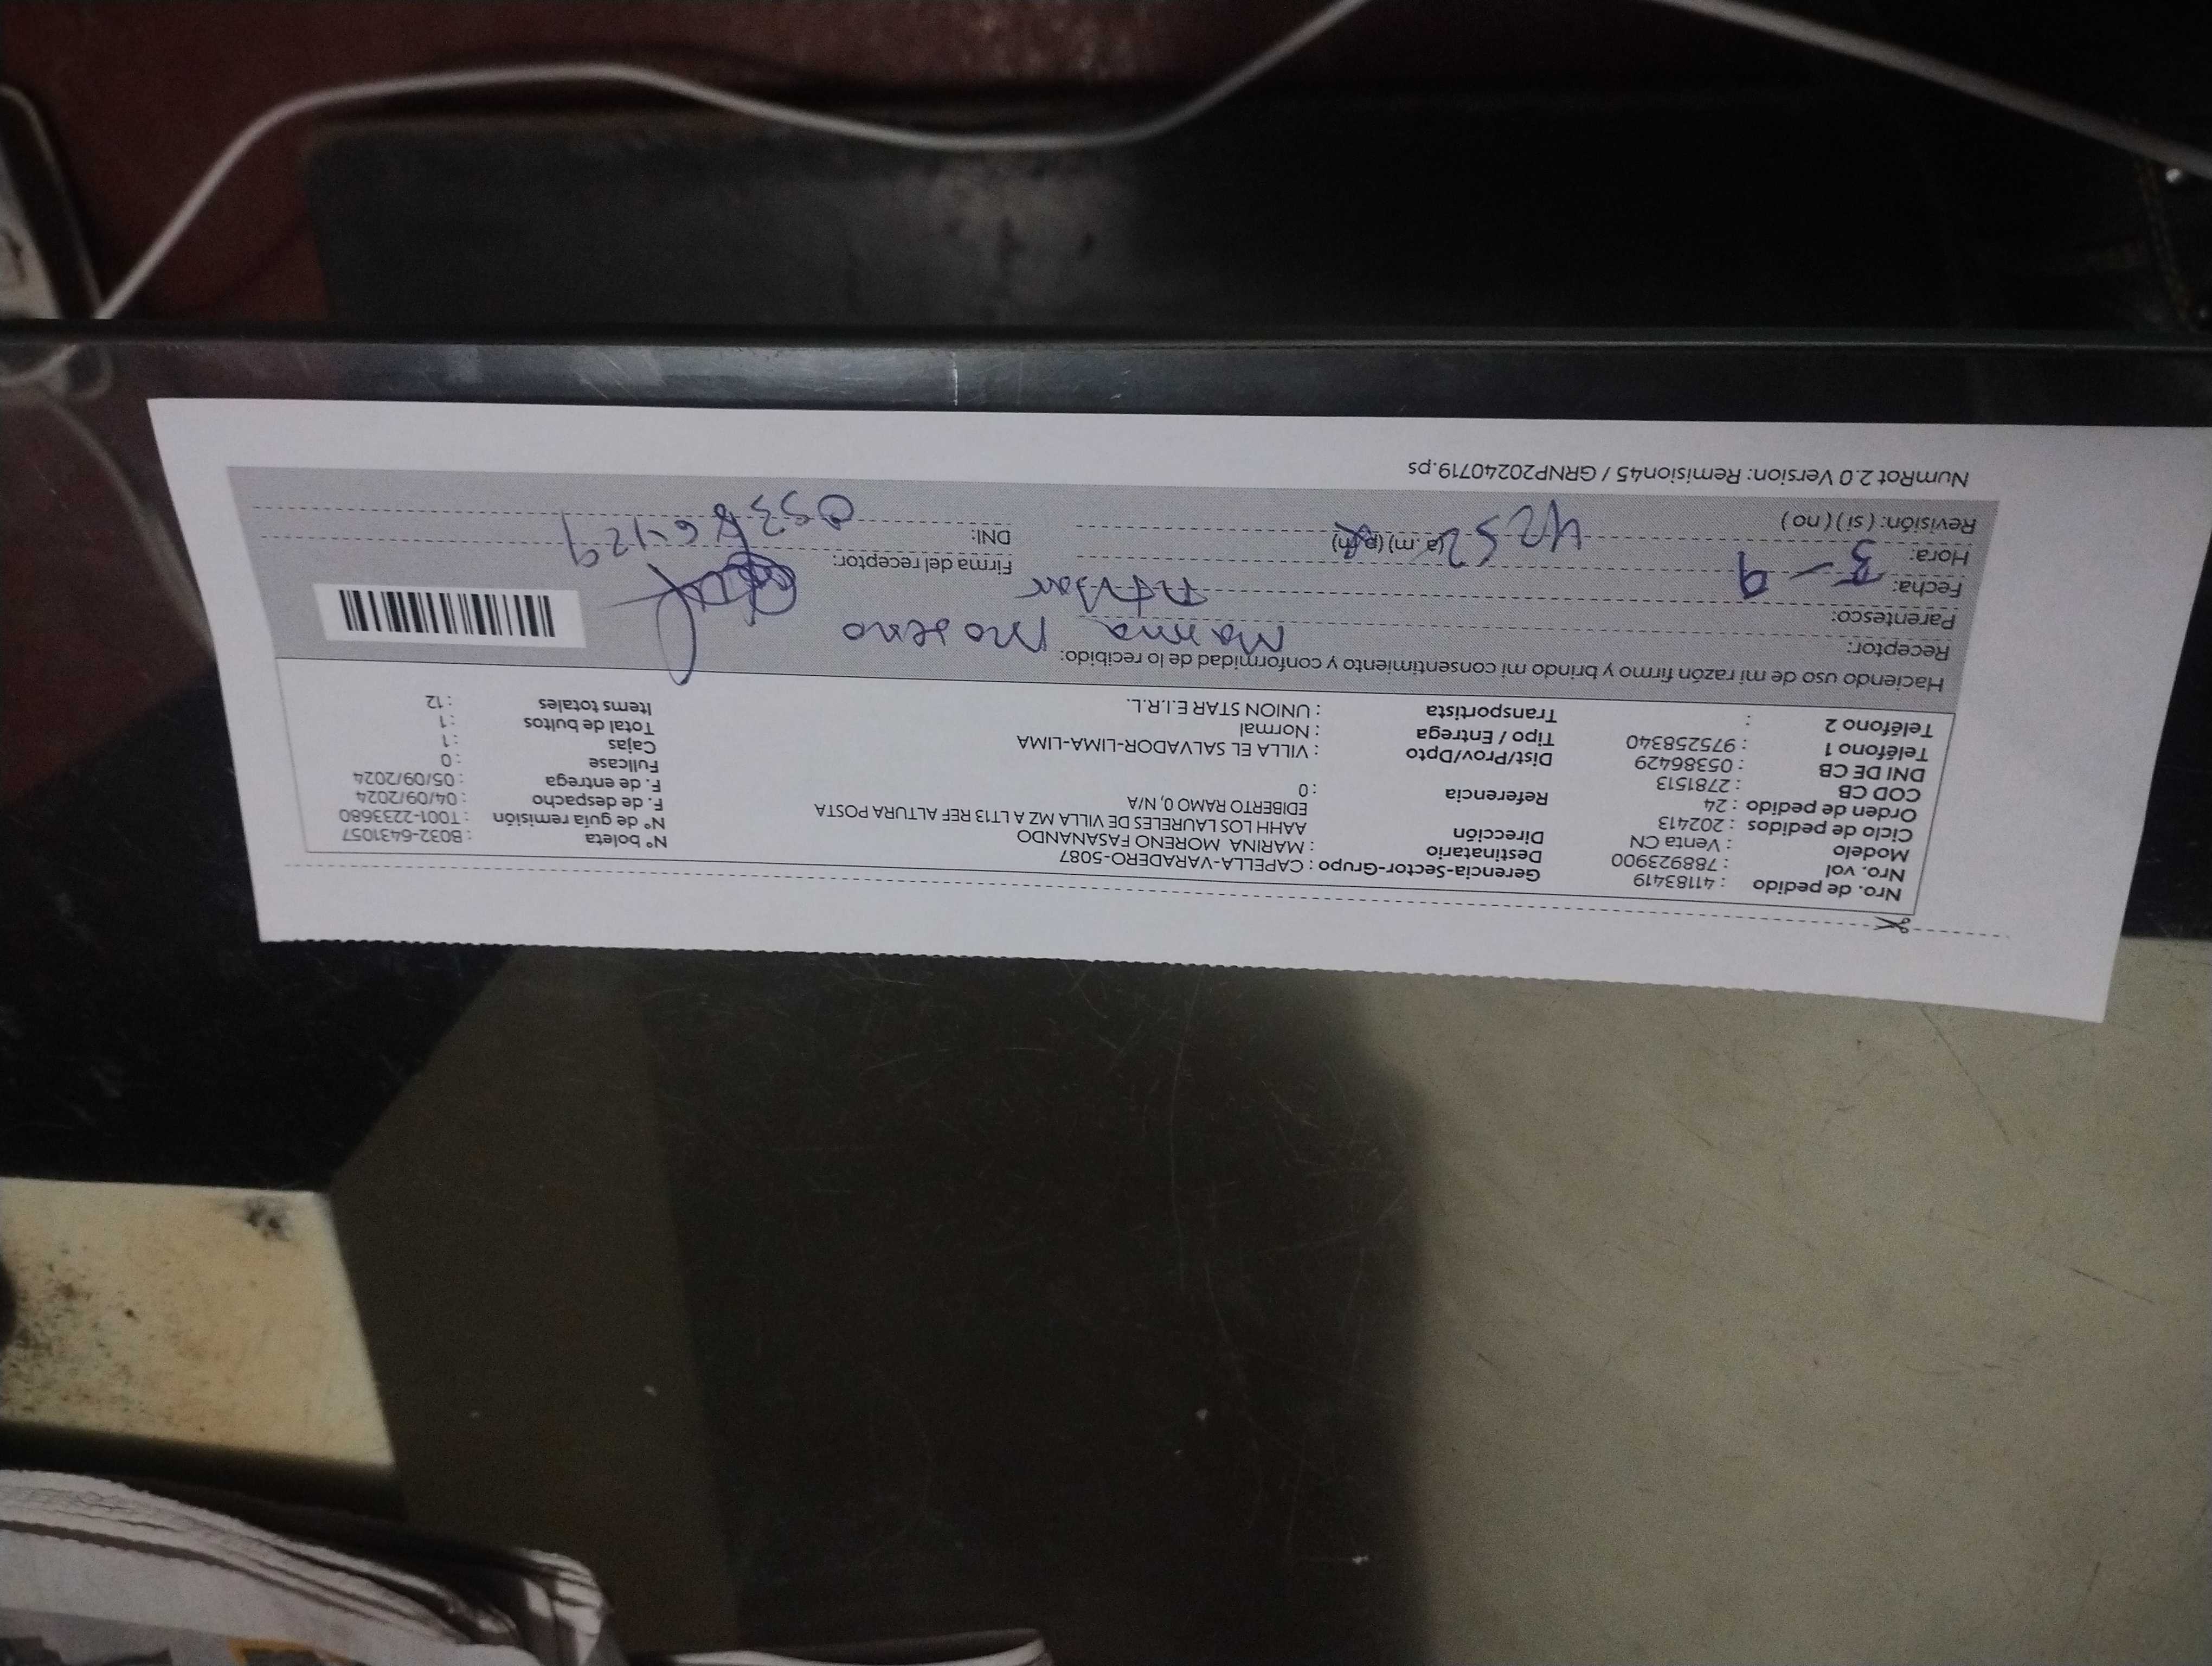 Nro. de pedido : 41183419
Nro. vol : 788923900
Modelo : Venta CN
Ciclo de pedidos : 202413
Orden de pedido : 24
COD CB : 2781513
DNI DE CB : 05386429
Teléfono 1 : 975258340
Teléfono 2 :
Gerencia-Sector-Grupo : CAPELLA-VARADERO-5087
Destinatario : MARINA MORENO FASANANDO
Dirección AAHH LOS LAURELES DE VILLA MZ A LT13 REF ALTURA POSTA
EDIBERTO RAMO 0, N/A
Referencia : 0
Dist/Prov/Dpto : VILLA EL SALVADOR-LIMA-LIMA
Tipo / Entrega : Normal
Transportista : UNION STAR E.I.R.L.
N° boleta : B032-6431057
N° de guía remisión : T001-2233680
F. de despacho : 04/09/2024
F. de entrega : 05/09/2024
Fullcase : 0
Cajas : 1
Total de bultos : 1
Items totales : 12
Haciendo uso de mi razón firmo y brindo mi consentimiento y conformidad de lo recibido:
Receptor: Marina Moreno
Parentesco:
Fecha: 5-9
Hora: (a.m)
Revisión: (si) (no)
Firma del receptor:
DNI: 05386429
NumRot 2.0 Version: Remision45 / GRNP20240719.ps